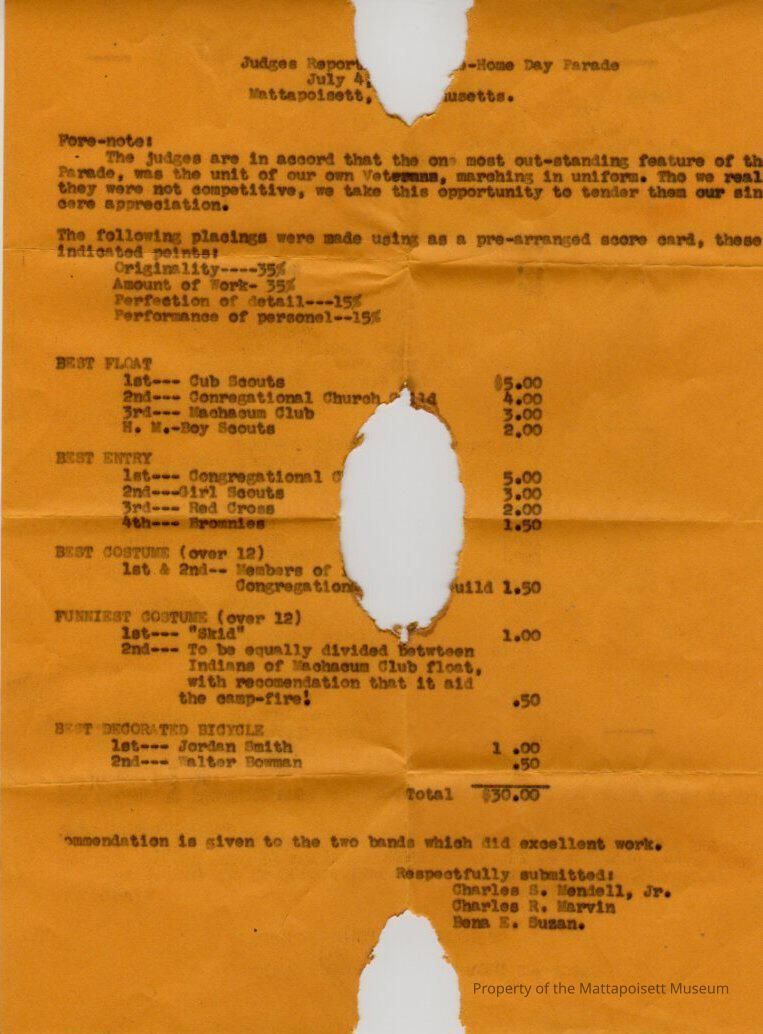 Judges Report -Home Day Parade
July 4,
Mattapoisett, usetts.
Fore-note:
The judges are in accord that the one most out-standing feature of th
Parade, was the unit of our own Veterans, marching in uniform. Tho we real
they were not competitive, we take this opportunity to tender them our sin
cere appreciation.
The following placings were made using as a pre-arranged score card, these
indicated points:
Originality----35%
Amount of Work- 35%
Perfection of detail---15%
Performance of personel--15%
BEST FLOAT
1st--- Cub Scouts $5.00
2nd--- Conregational Church Guild 4.00
3rd--- Machacum Club 3.00
H. M.-Boy Scouts 2.00
BEST ENTRY
1st--- Congregational C 5.00
2nd---Girl Scouts 3.00
3rd--- Red Cross 2.00
4th--- Brownies 1.50
BEST COSTUME (over 12)
1st & 2nd-- Members of
Congregation uild 1.50
FUNNIEST COSTUME (over 12)
1st--- "Skid" 1.00
2nd--- To be equally divided betwteen
Indians of Machacum Club float,
with recomendation that it aid
the camp-fire! .50
BEST DECORATED BICYCLE
1st--- Jordan Smith 1 .00
2nd--- Walter Bowman .50
Total $30.00
ommendation is given to the two bands which did excellent work.
Respectfully submitted:
Charles S. Mendell, Jr.
Charles R. Marvin
Bena E. Suzan.
Property of the Mattapoisett Museum